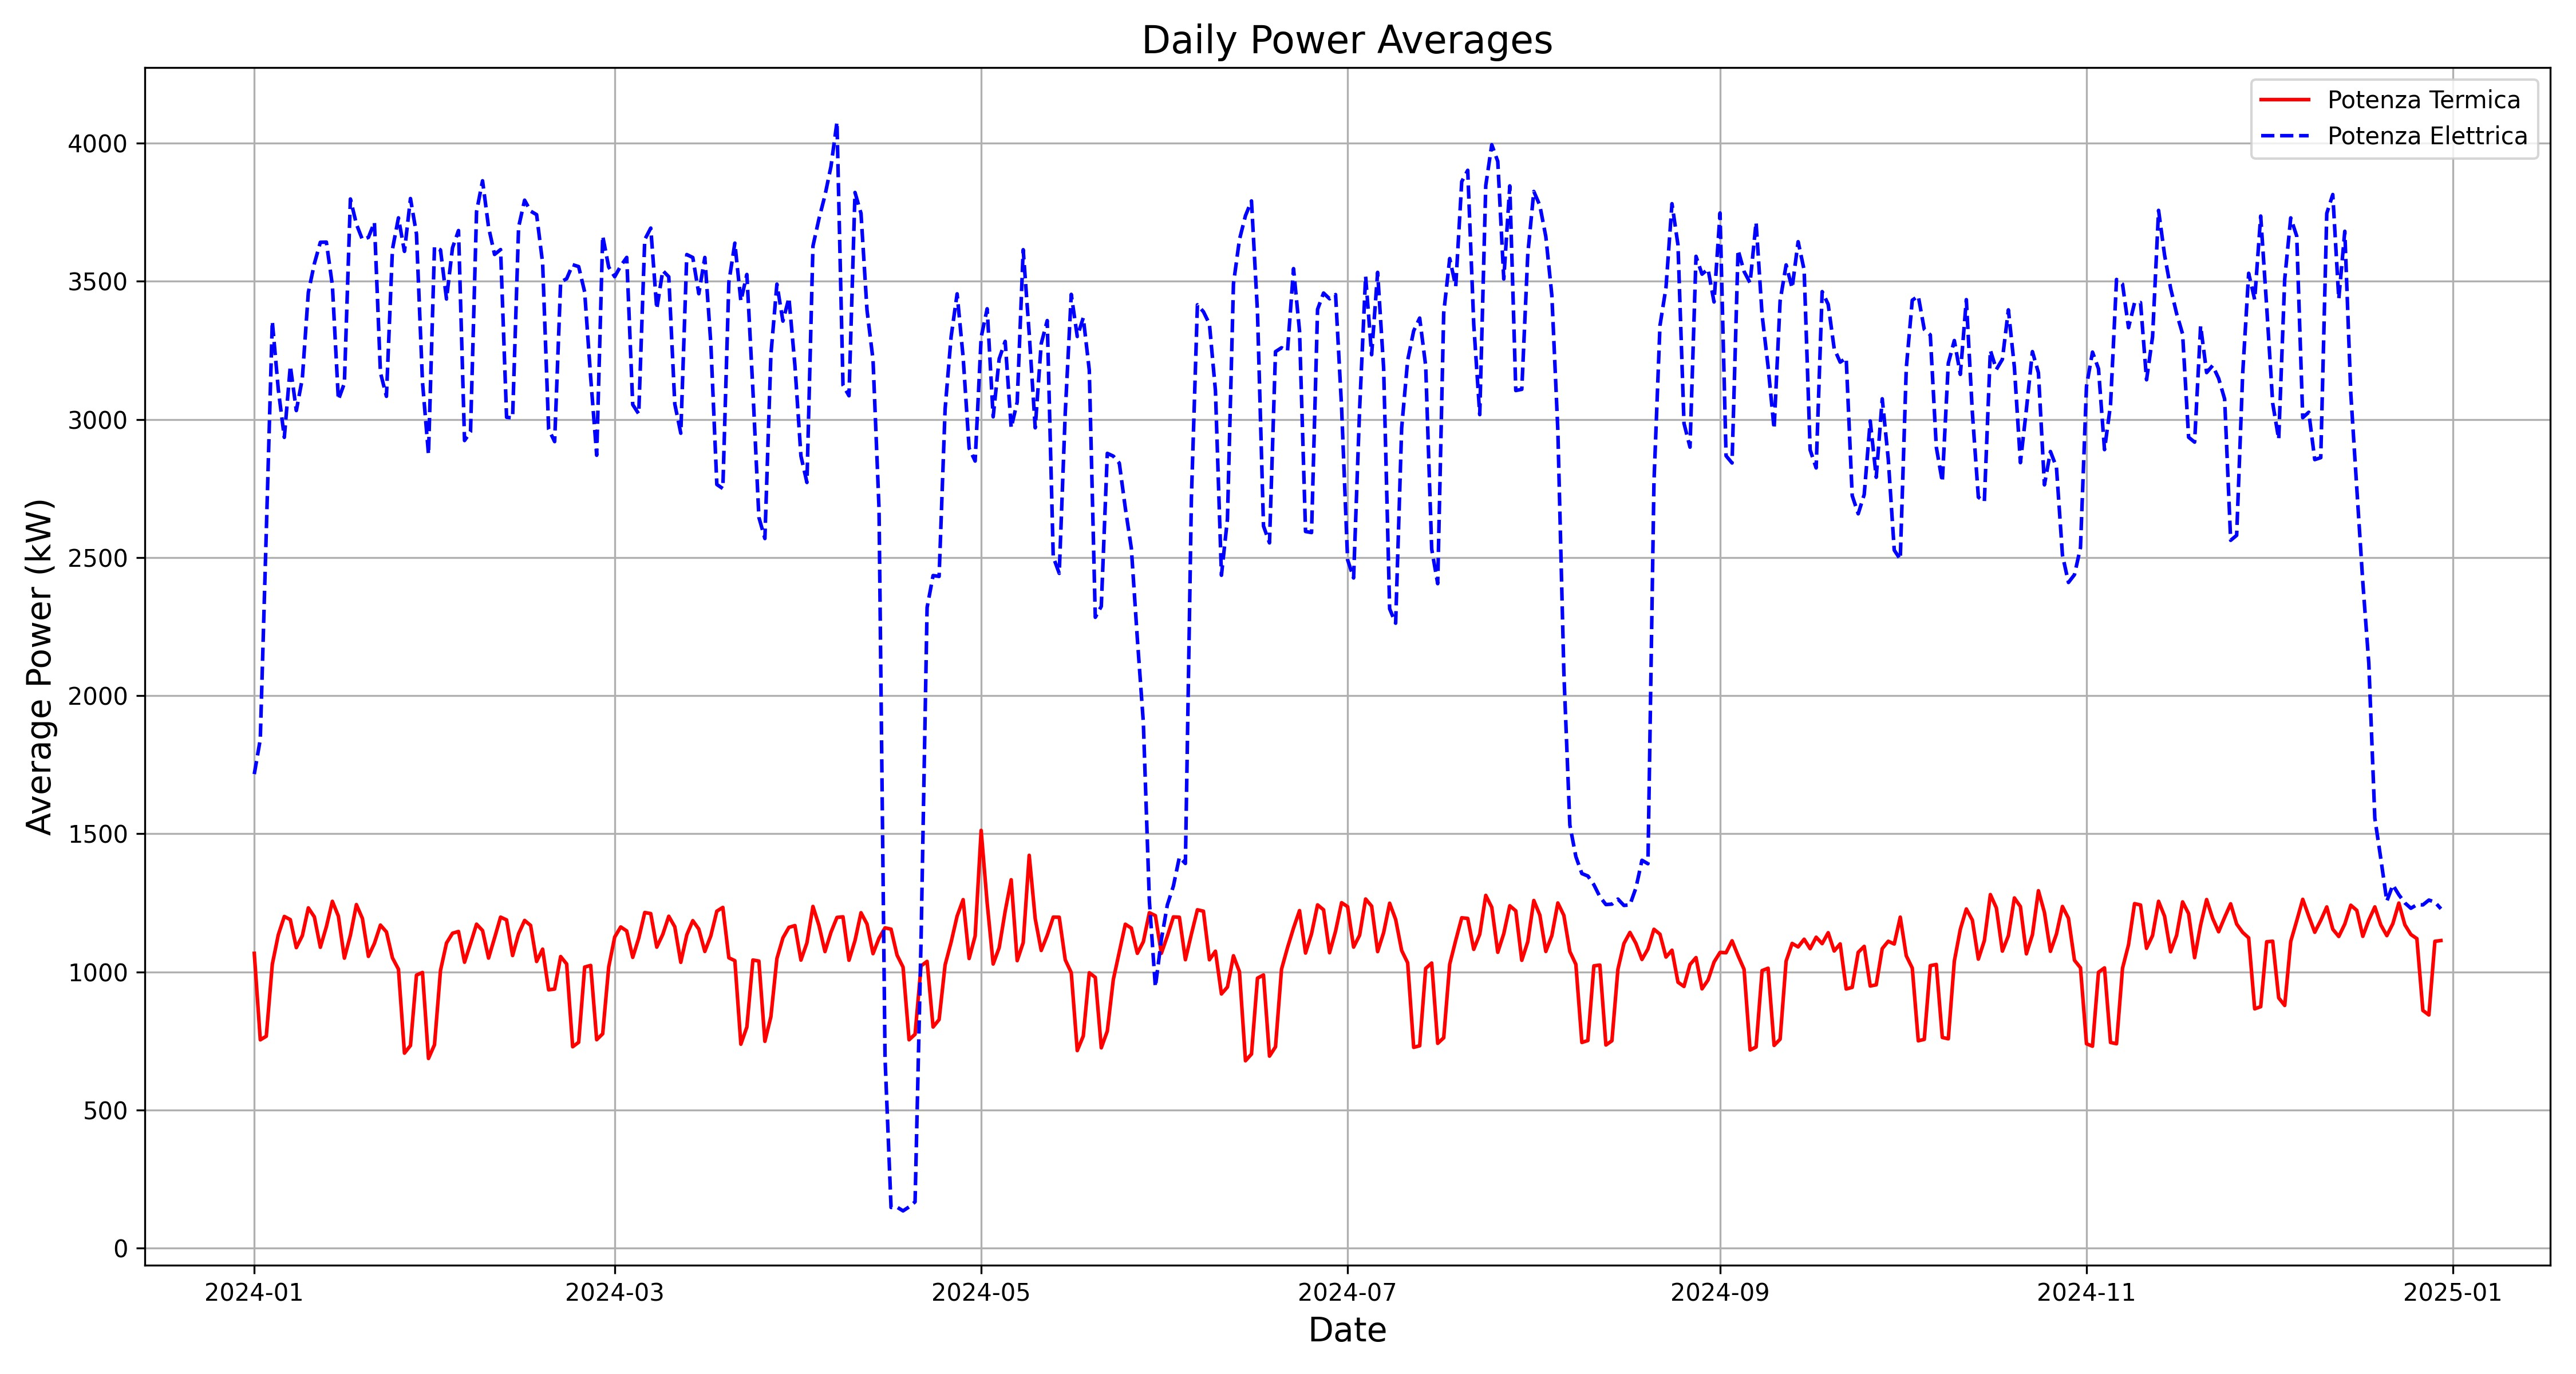 Daily Power Averages
Potenza Termica
Potenza Elettrica
Average Power (kW)
4000
3500
3000
2500
2000
1500
1000
500
0
2024-01 2024-03 2024-05 2024-07 2024-09 2024-11 2025-01
Date